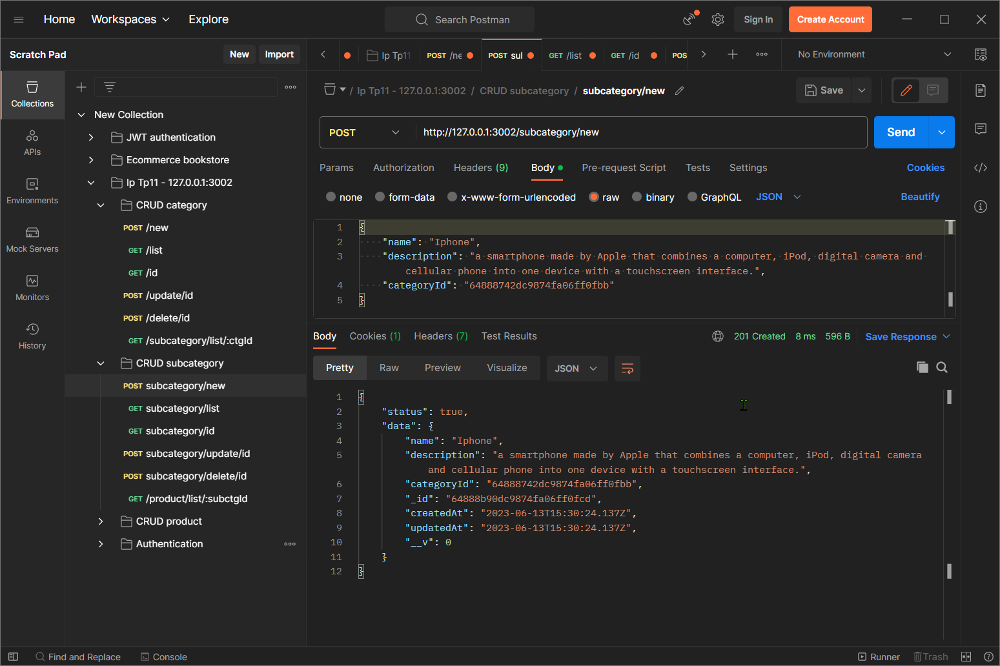 Home Workspaces Explore Search Postman Sign In Create Account
Scratch Pad New Import
Ip Tp11 POST /ne POST sul GET /list GET /id POS No Environment
Collections
APIs
Environments
Mock Servers
Monitors
History
New Collection
JWT authentication
Ecommerce bookstore
Ip Tp11 - 127.0.0.1:3002
CRUD category
POST /new
GET /list
GET /id
POST /update/id
POST /delete/id
GET /subcategory/list/:ctgId
CRUD subcategory
POST subcategory/new
GET subcategory/list
GET subcategory/id
POST subcategory/update/id
POST subcategory/delete/id
GET /product/list/:subctgId
CRUD product
Authentication
/ Ip Tp11 - 127.0.0.1:3002 / CRUD subcategory / subcategory/new Save
POST http://127.0.0.1:3002/subcategory/new Send
Params Authorization Headers (9) Body Pre-request Script Tests Settings Cookies
none form-data x-www-form-urlencoded raw binary GraphQL JSON Beautify
1 {
2 "name": "Iphone",
3 "description": "a smartphone made by Apple that combines a computer, iPod, digital camera and
cellular phone into one device with a touchscreen interface.",
4 "categoryId": "64888742dc9874fa06ff0fbb"
5 }
Body Cookies (1) Headers (7) Test Results 201 Created 8 ms 596 B Save Response
Pretty Raw Preview Visualize JSON
1 {
2 "status": true,
3 "data": {
4 "name": "Iphone",
5 "description": "a smartphone made by Apple that combines a computer, iPod, digital camera
and cellular phone into one device with a touchscreen interface.",
6 "categoryId": "64888742dc9874fa06ff0fbb",
7 "_id": "64888b90dc9874fa06ff0fcd",
8 "createdAt": "2023-06-13T15:30:24.137Z",
9 "updatedAt": "2023-06-13T15:30:24.137Z",
10 "__v": 0
11 }
12 }
Find and Replace Console Runner Trash